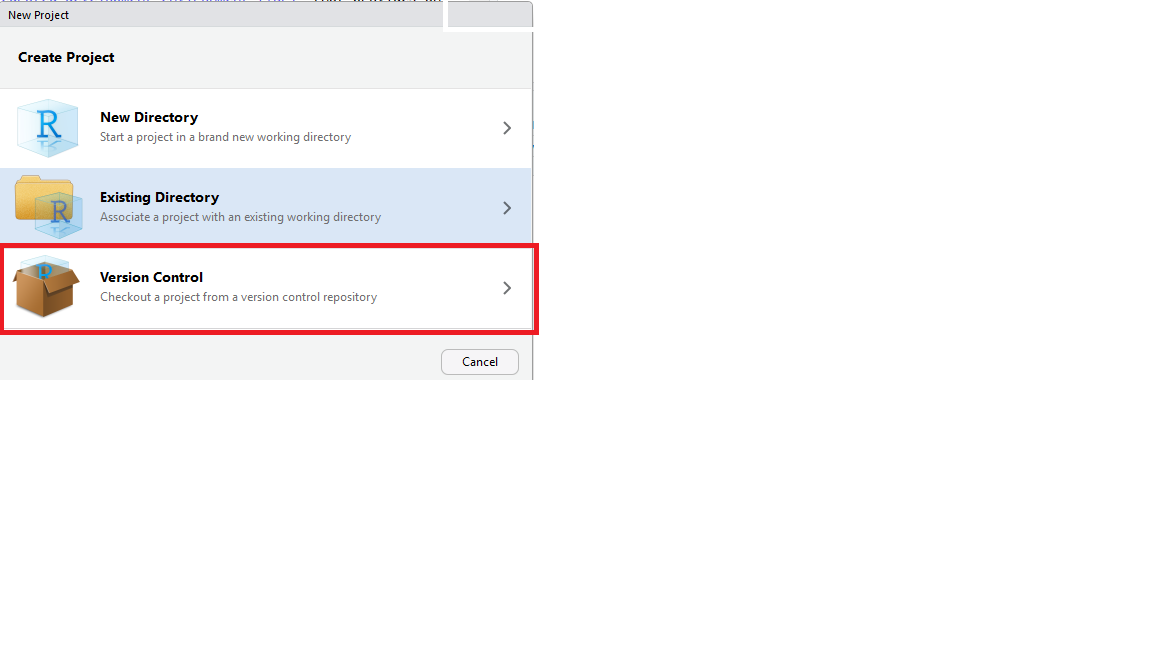 New Project
Create Project
New Directory
Start a project in a brand new working directory
Existing Directory
Associate a project with an existing working directory
Version Control
Checkout a project from a version control repository
Cancel